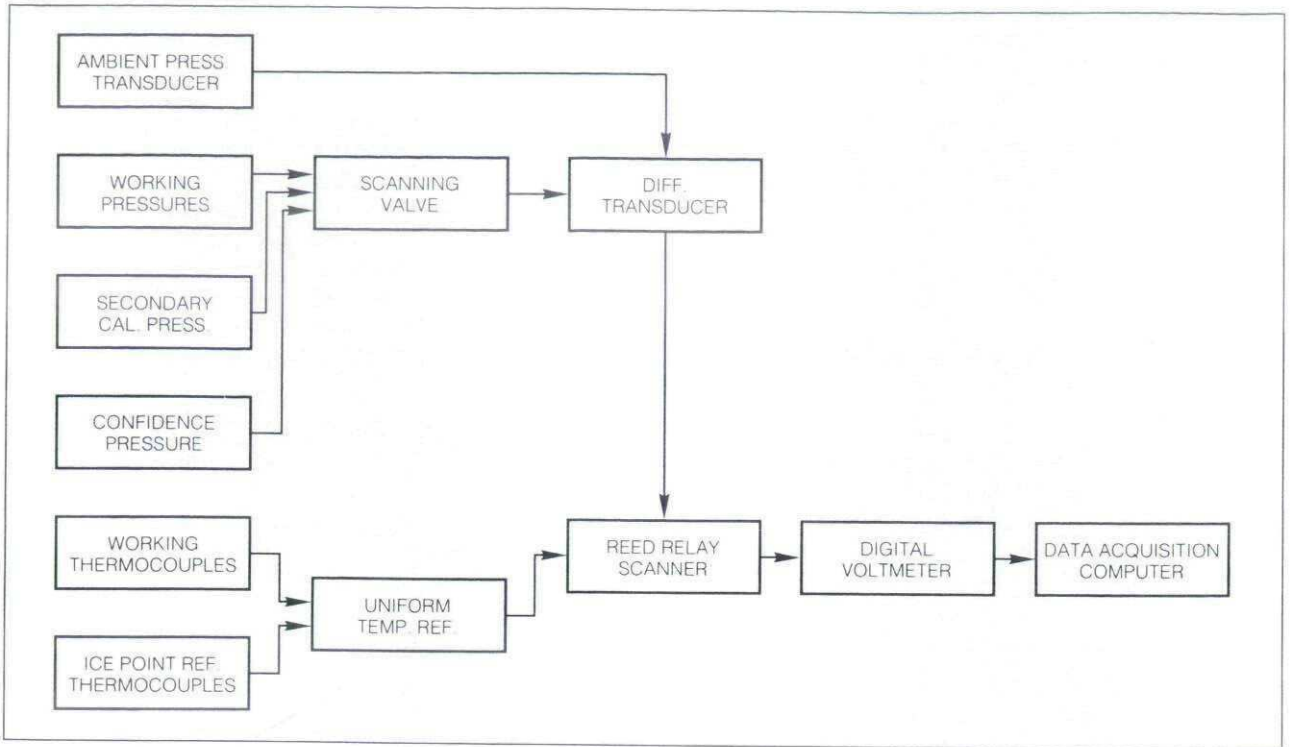 AMBIENT PRESS
TRANSDUCER
WORKING
PRESSURES
SCANNING
VALVE
DIFF.
TRANSDUCER
SECONDARY
CAL. PRESS.
CONFIDENCE
PRESSURE
WORKING
THERMOCOUPLES
REED RELAY
SCANNER
DIGITAL
VOLTMETER
DATA ACQUISITION
COMPUTER
UNIFORM
TEMP. REF.
ICE POINT REF.
THERMOCOUPLES